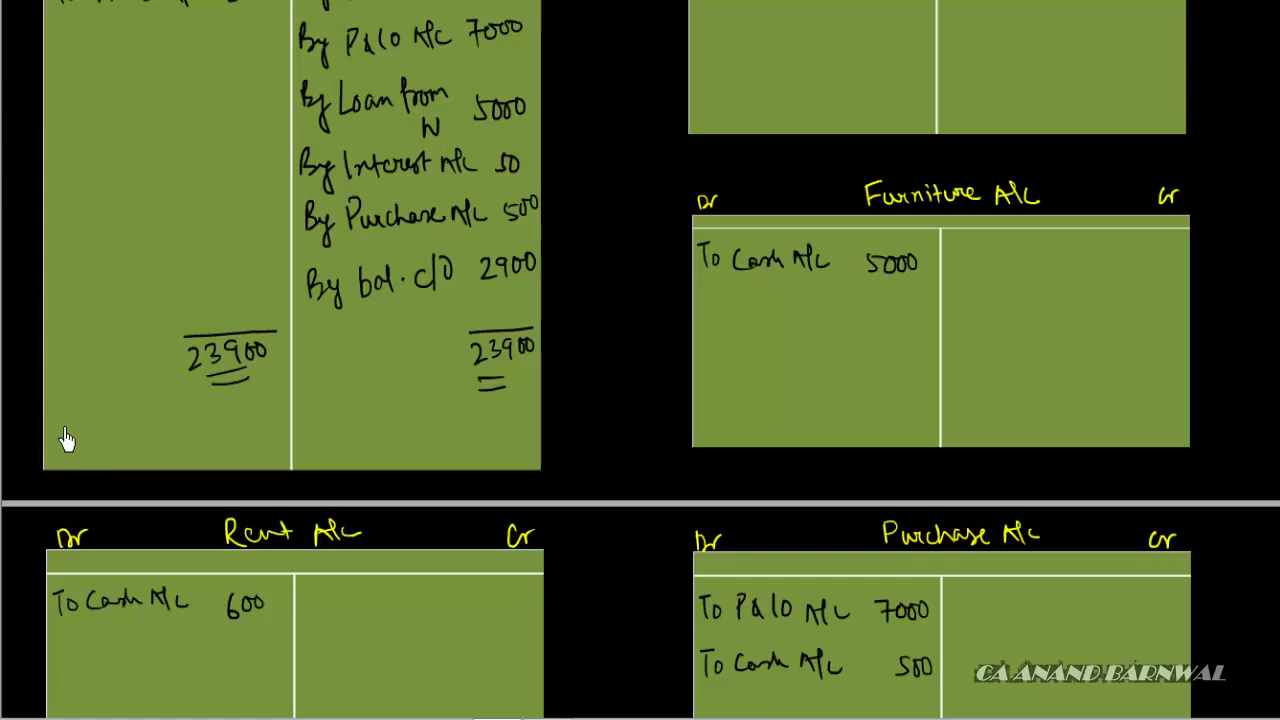 By P&Co A/c 7000
By Loan from
N 5000
By Interest A/c 50
By Purchase A/c 500
By bal. c/d 2900
23900 23900
Dr Furniture A/c Cr
To Cash A/c 5000
Dr Rent A/c Cr
To Cash A/c 600
Dr Purchase A/c Cr
To P&Co A/c 7000
To Cash A/c 500
CA ANAND BARNWAL